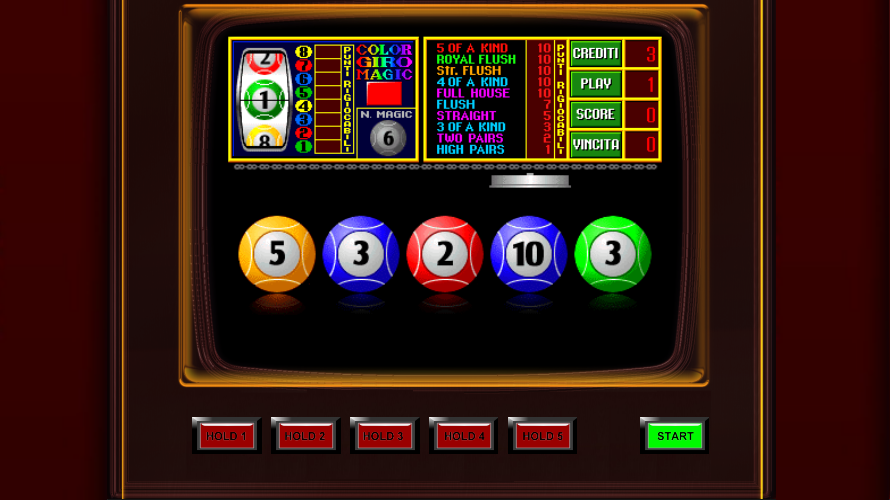 COLOR
GIRO
MAGIC
N. MAGIC
6
2
1
8
8
7
6
5
4
3
2
1
PUNTI RIGIOCABILI
5 OF A KIND 10
ROYAL FLUSH 10
Str. FLUSH 10
4 OF A KIND 10
FULL HOUSE 10
FLUSH 7
STRAIGHT 5
3 OF A KIND 3
TWO PAIRS 2
HIGH PAIRS 1
PUNTI RIGIOCABILI
CREDITI 3
PLAY 1
SCORE 0
VINCITA 0
5 3 2 10 3
HOLD 1 HOLD 2 HOLD 3 HOLD 4 HOLD 5 START